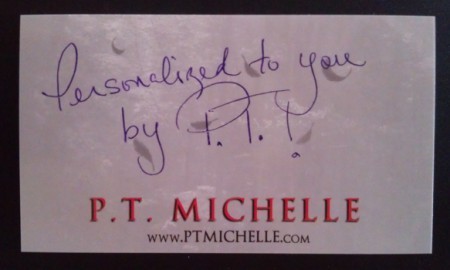 Personalized to you
by P.T.
P.T. MICHELLE
WWW.PTMICHELLE.COM